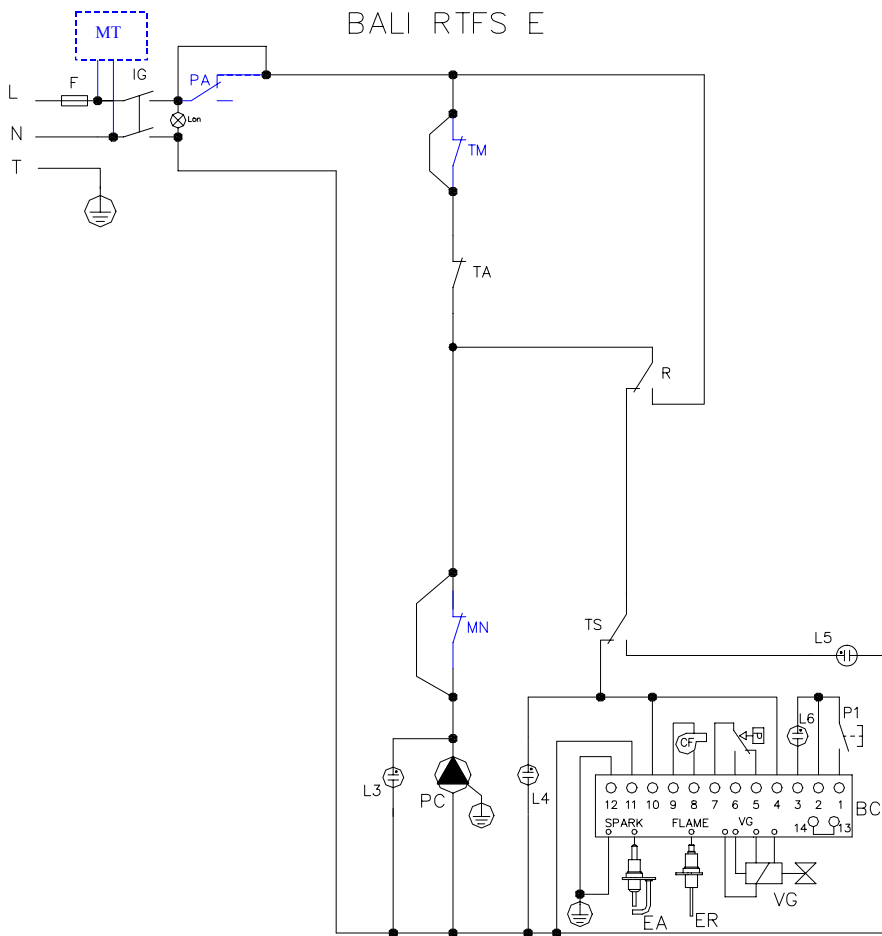 BALI RTFS E
MT
F
IG
PA
L
Lon
N
TM
T
TA
R
TS
MN
L5
L6
P1
CF
P
L3
PC
L4
12 11 10 9 8 7 6 5 4 3 2 1
BC
SPARK FLAME VG 14 13
VG
EA
ER